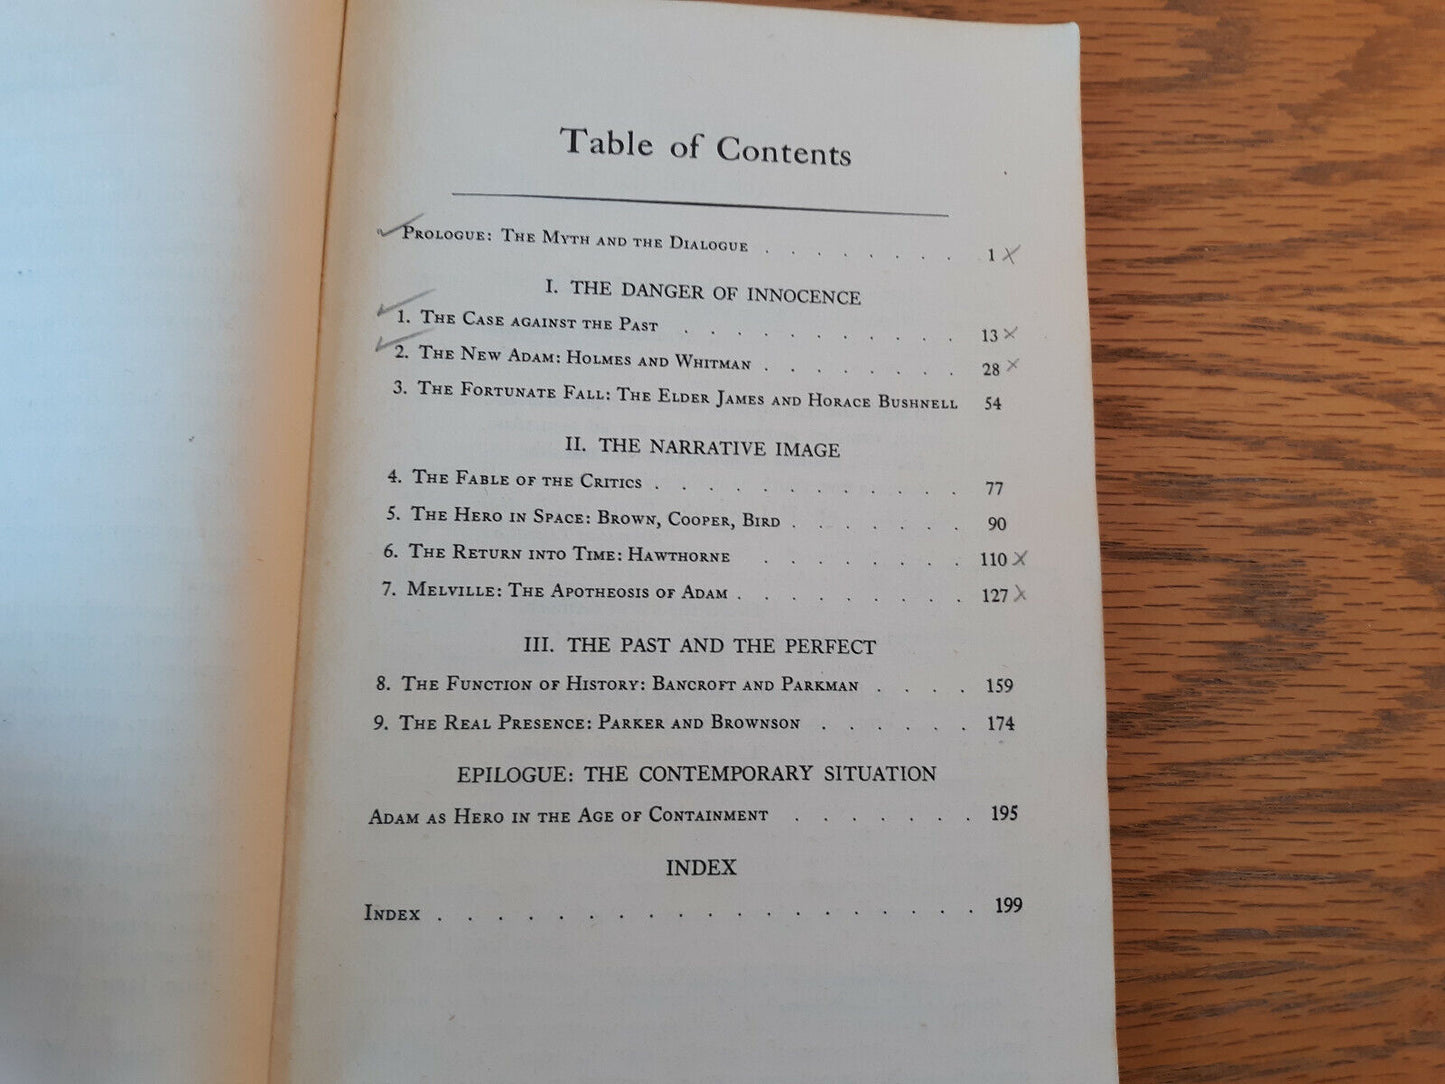 Table of Contents
Prologue: The Myth and the Dialogue . . . . . . . . 1
I. THE DANGER OF INNOCENCE
1. The Case against the Past . . . . . . . . . . . 13
2. The New Adam: Holmes and Whitman . . . . . . . . 28
3. The Fortunate Fall: The Elder James and Horace Bushnell 54
II. THE NARRATIVE IMAGE
4. The Fable of the Critics . . . . . . . . . . . . 77
5. The Hero in Space: Brown, Cooper, Bird . . . . . . . 90
6. The Return into Time: Hawthorne . . . . . . . . 110
7. Melville: The Apotheosis of Adam . . . . . . . . . 127
III. THE PAST AND THE PERFECT
8. The Function of History: Bancroft and Parkman . . . . 159
9. The Real Presence: Parker and Brownson . . . . . . 174
EPILOGUE: THE CONTEMPORARY SITUATION
Adam as Hero in the Age of Containment . . . . . . . 195
INDEX
Index . . . . . . . . . . . . . . . . . . . 199